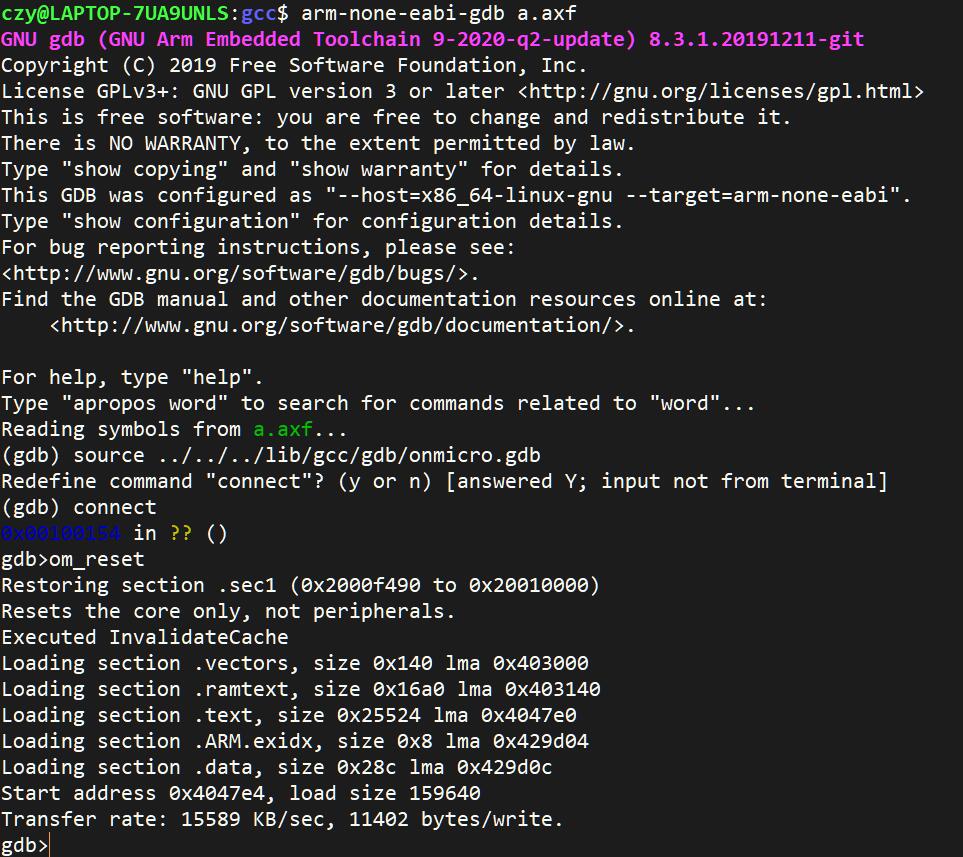 czy@LAPTOP-7UA9UNLS:gcc$ arm-none-eabi-gdb a.axf
GNU gdb (GNU Arm Embedded Toolchain 9-2020-q2-update) 8.3.1.20191211-git
Copyright (C) 2019 Free Software Foundation, Inc.
License GPLv3+: GNU GPL version 3 or later <http://gnu.org/licenses/gpl.html>
This is free software: you are free to change and redistribute it.
There is NO WARRANTY, to the extent permitted by law.
Type "show copying" and "show warranty" for details.
This GDB was configured as "--host=x86_64-linux-gnu --target=arm-none-eabi".
Type "show configuration" for configuration details.
For bug reporting instructions, please see:
<http://www.gnu.org/software/gdb/bugs/>.
Find the GDB manual and other documentation resources online at:
    <http://www.gnu.org/software/gdb/documentation/>.

For help, type "help".
Type "apropos word" to search for commands related to "word"...
Reading symbols from a.axf...
(gdb) source ../../../lib/gcc/gdb/onmicro.gdb
Redefine command "connect"? (y or n) [answered Y; input not from terminal]
(gdb) connect
0x00100154 in ?? ()
gdb>om_reset
Restoring section .sec1 (0x2000f490 to 0x20010000)
Resets the core only, not peripherals.
Executed InvalidateCache
Loading section .vectors, size 0x140 lma 0x403000
Loading section .ramtext, size 0x16a0 lma 0x403140
Loading section .text, size 0x25524 lma 0x4047e0
Loading section .ARM.exidx, size 0x8 lma 0x429d04
Loading section .data, size 0x28c lma 0x429d0c
Start address 0x4047e4, load size 159640
Transfer rate: 15589 KB/sec, 11402 bytes/write.
gdb>